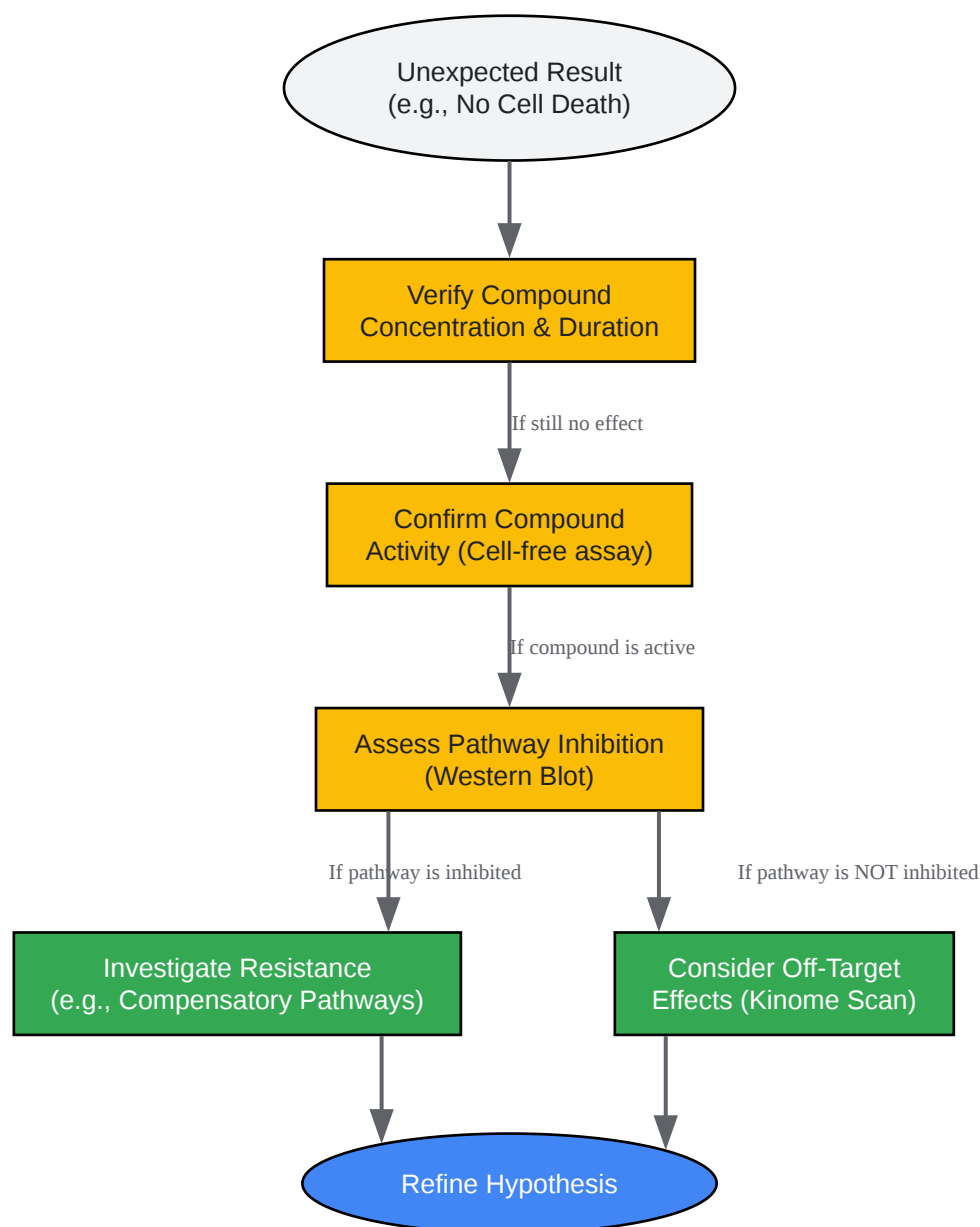 Unexpected Result
(e.g., No Cell Death)
Verify Compound
Concentration & Duration
If still no effect
Confirm Compound
Activity (Cell-free assay)
If compound is active
Assess Pathway Inhibition
(Western Blot)
If pathway is inhibited
If pathway is NOT inhibited
Investigate Resistance
(e.g., Compensatory Pathways)
Consider Off-Target
Effects (Kinome Scan)
Refine Hypothesis